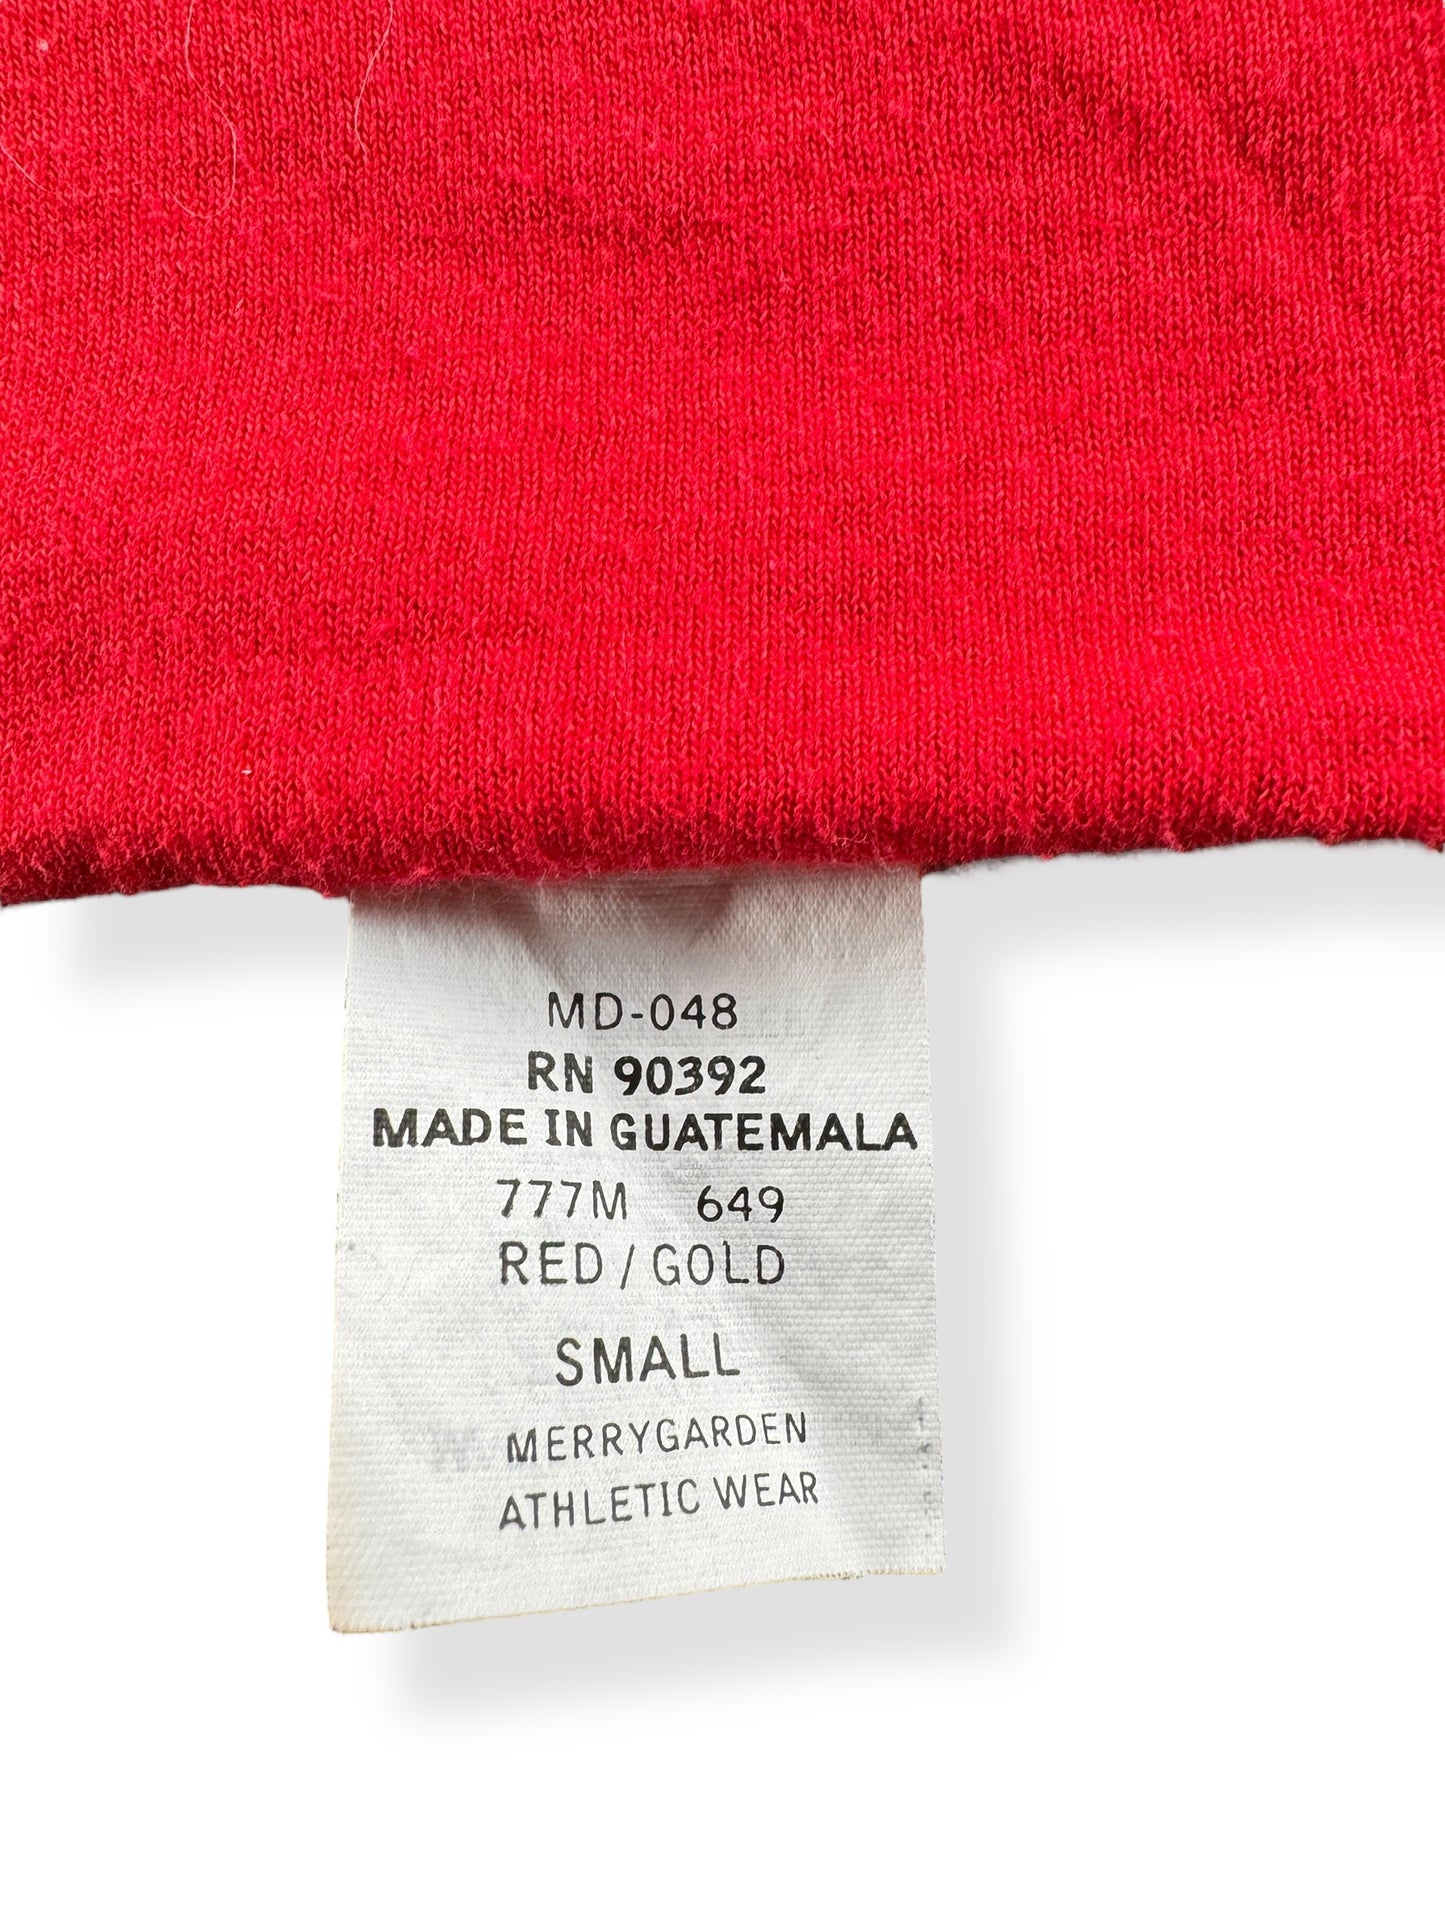 MD-048
RN 90392
MADE IN GUATEMALA
777M 649
RED/GOLD
SMALL
MERRYGARDEN
ATHLETIC WEAR